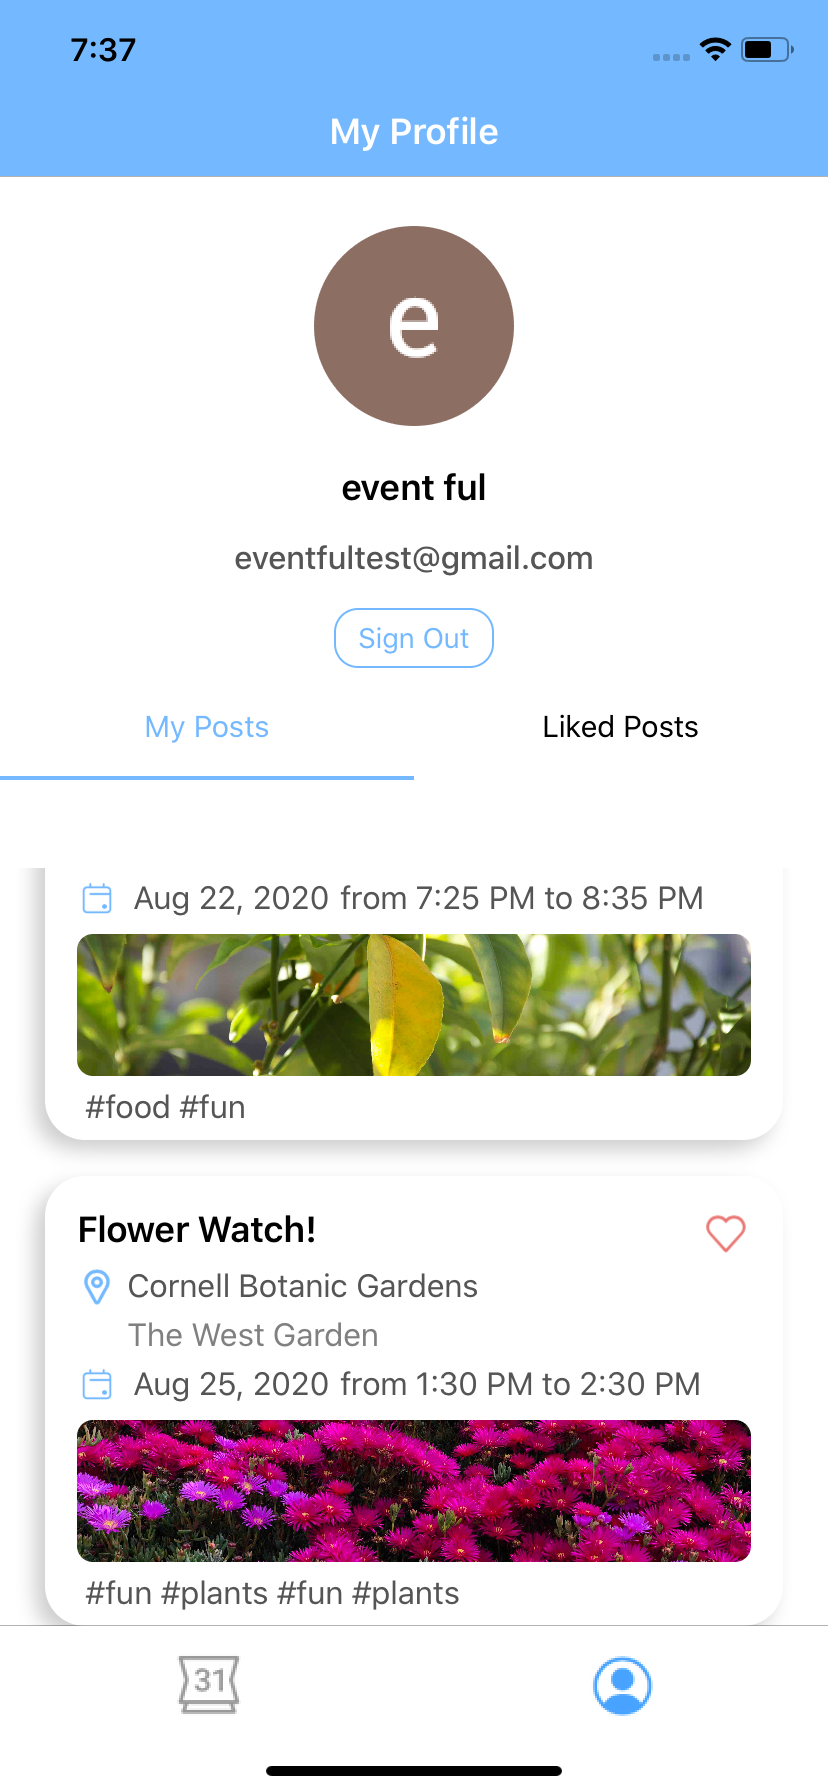 7:37
My Profile
e
event ful
eventfultest@gmail.com
Sign Out
My Posts
Liked Posts
Aug 22, 2020 from 7:25 PM to 8:35 PM
#food #fun
Flower Watch!
Cornell Botanic Gardens
The West Garden
Aug 25, 2020 from 1:30 PM to 2:30 PM
#fun #plants #fun #plants
31